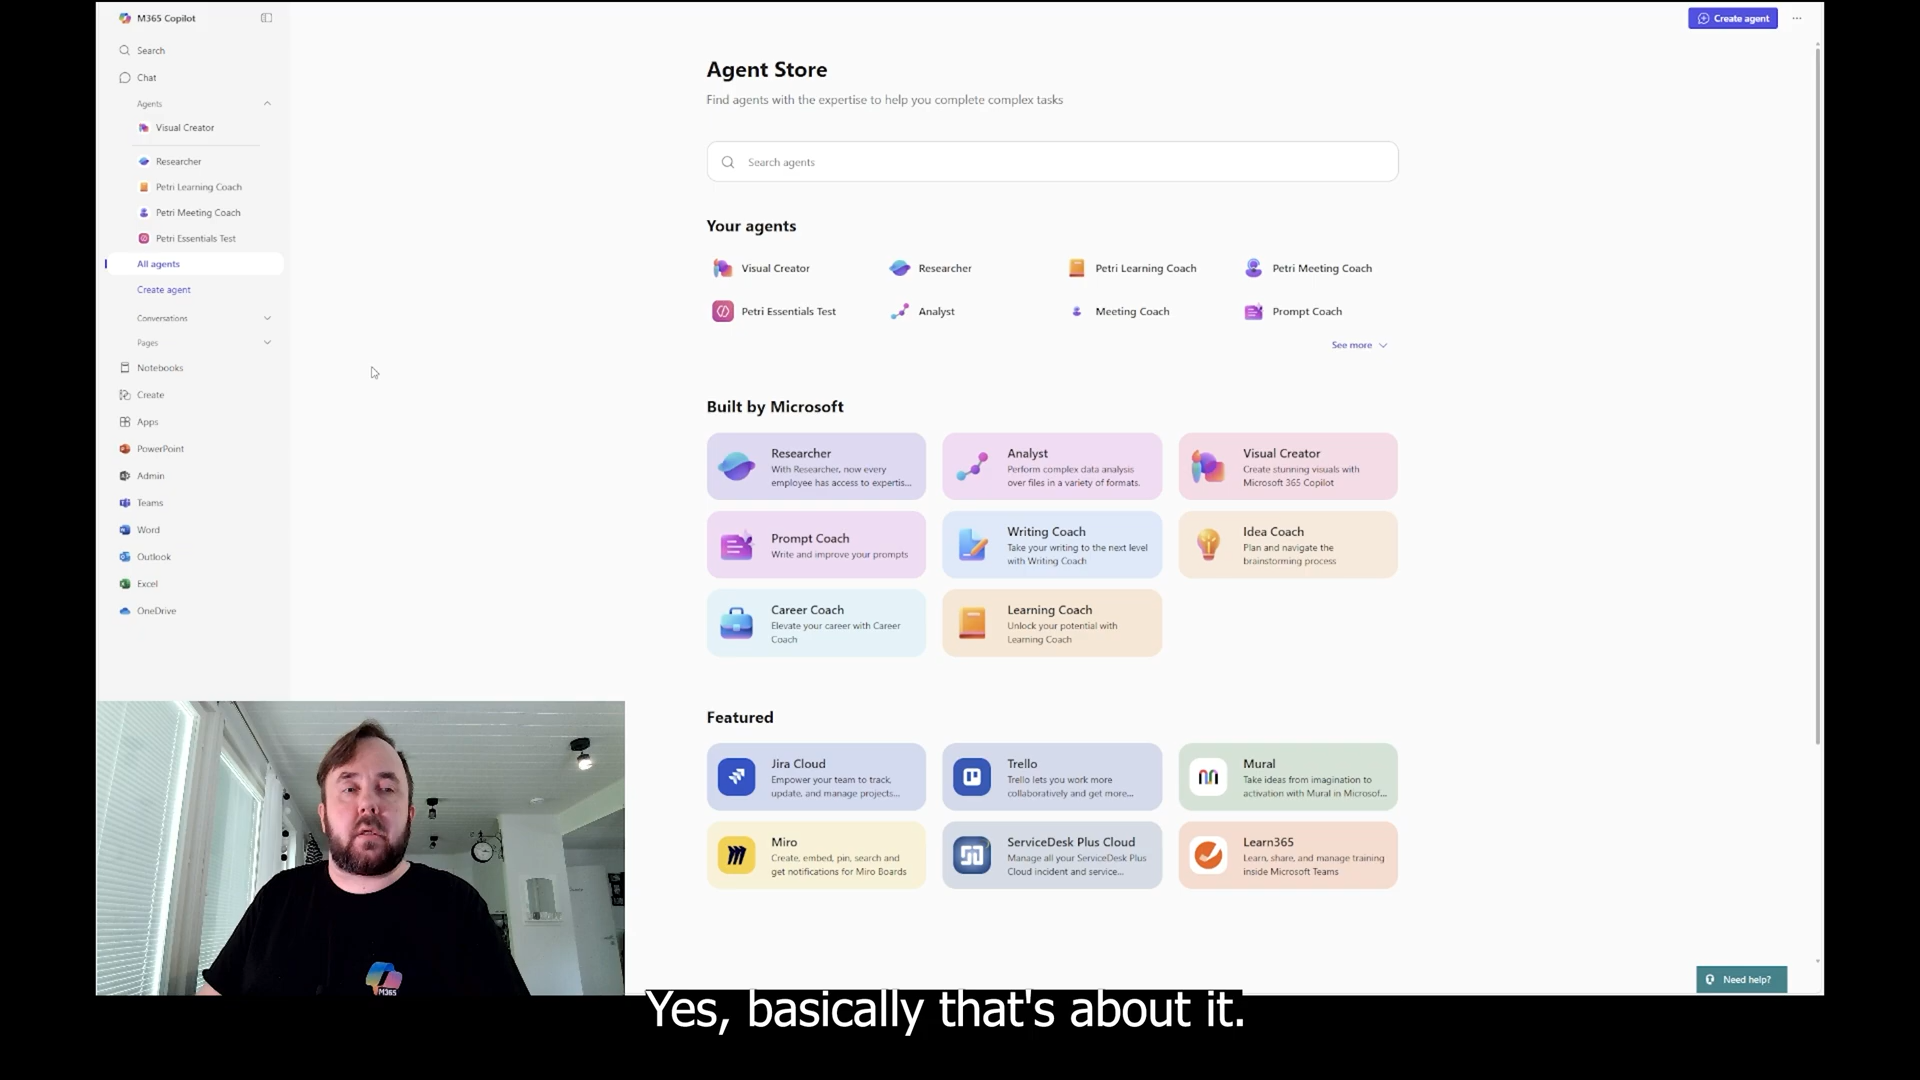 M365 Copilot
Create agent
Search
Chat
Agents
Visual Creator
Researcher
Petri Learning Coach
Petri Meeting Coach
Petri Essentials Test
All agents
Create agent
Conversations
Pages
Notebooks
Create
Apps
PowerPoint
Admin
Teams
Word
Outlook
Excel
OneDrive
Agent Store
Find agents with the expertise to help you complete complex tasks
Search agents
Your agents
Visual Creator
Researcher
Petri Learning Coach
Petri Meeting Coach
Petri Essentials Test
Analyst
Meeting Coach
Prompt Coach
See more
Built by Microsoft
Researcher
With Researcher, now every
employee has access to expertis...
Analyst
Perform complex data analysis
over files in a variety of formats.
Visual Creator
Create stunning visuals with
Microsoft 365 Copilot
Prompt Coach
Write and improve your prompts
Writing Coach
Take your writing to the next level
with Writing Coach
Idea Coach
Plan and navigate the
brainstorming process
Career Coach
Elevate your career with Career
Coach
Learning Coach
Unlock your potential with
Learning Coach
Featured
Jira Cloud
Empower your team to track,
update, and manage projects...
Trello
Trello lets you work more
collaboratively and get more...
Mural
Take ideas from imagination to
activation with Mural in Microsof...
Miro
Create, embed, pin, search and
get notifications for Miro Boards
ServiceDesk Plus Cloud
Manage all your ServiceDesk Plus
Cloud incident and service...
Learn365
Learn, share, and manage training
inside Microsoft Teams
Need help?
M365
Yes, basically that's about it.